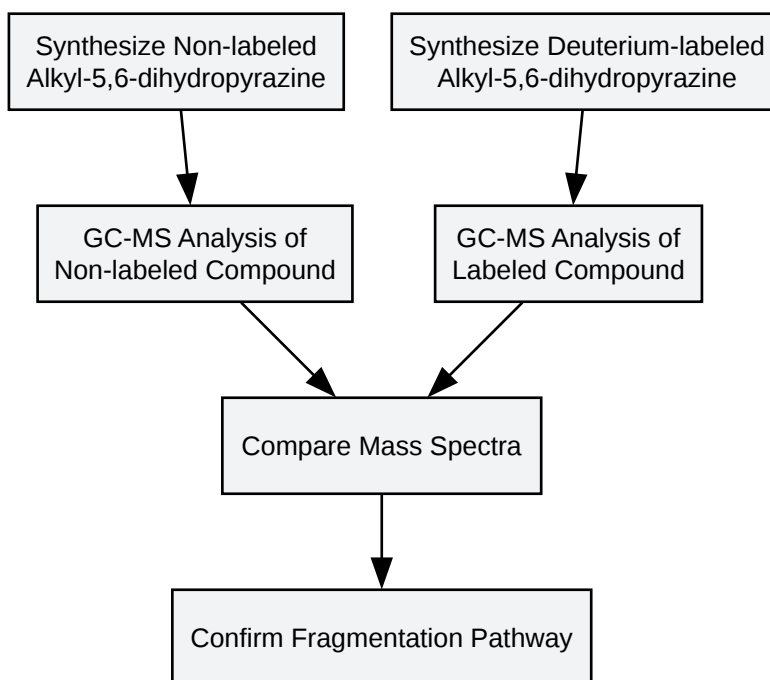 Synthesize Non-labeled
Alkyl-5,6-dihydropyrazine
Synthesize Deuterium-labeled
Alkyl-5,6-dihydropyrazine
GC-MS Analysis of
Non-labeled Compound
GC-MS Analysis of
Labeled Compound
Compare Mass Spectra
Confirm Fragmentation Pathway